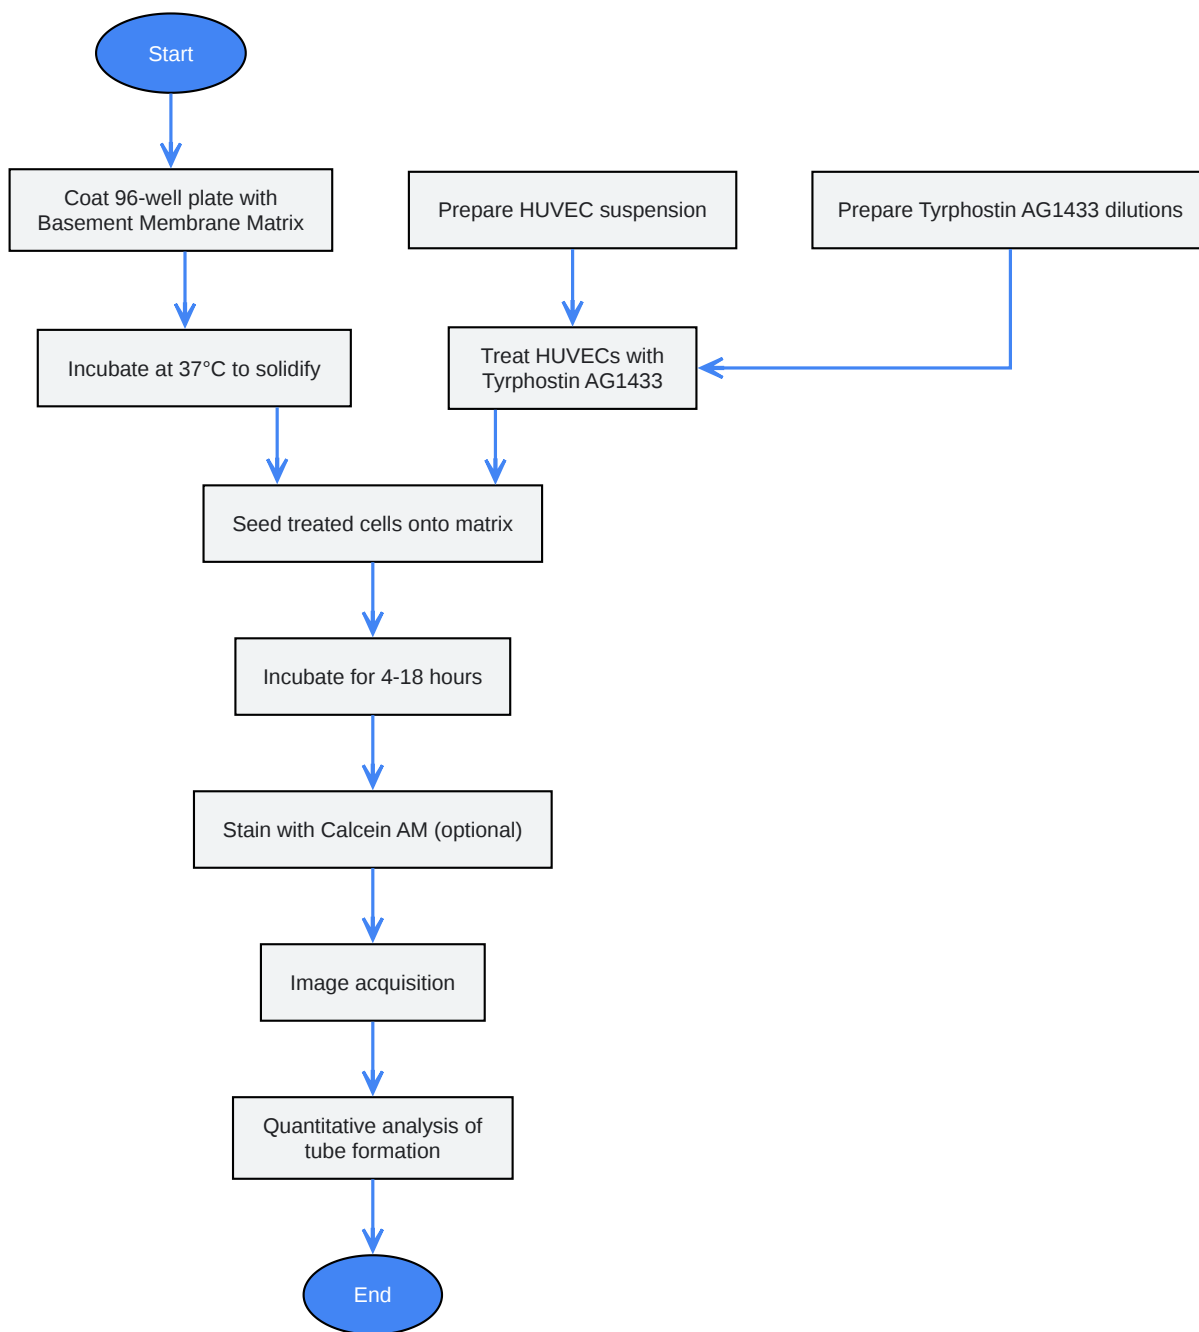 Start
Coat 96-well plate with
Basement Membrane Matrix
Prepare HUVEC suspension
Prepare Tyrphostin AG1433 dilutions
Incubate at 37°C to solidify
Treat HUVECs with
Tyrphostin AG1433
Seed treated cells onto matrix
Incubate for 4-18 hours
Stain with Calcein AM (optional)
Image acquisition
Quantitative analysis of
tube formation
End